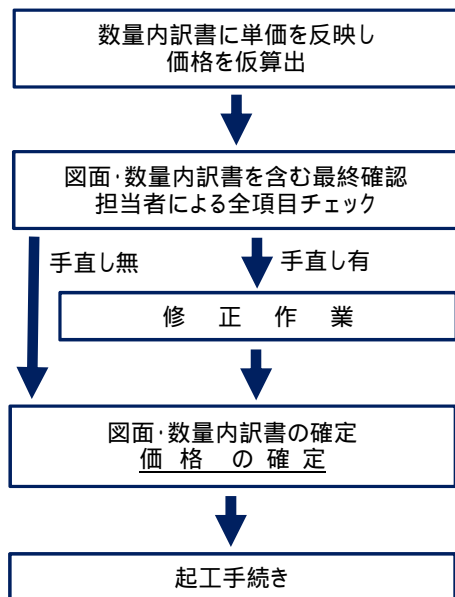 数量内訳書に単価を反映し
価格を仮算出
図面･数量内訳書を含む最終確認
担当者による全項目チェック
手直し無
手直し有
修　正　作　業
図面･数量内訳書の確定
価 格 の 確 定
起工手続き